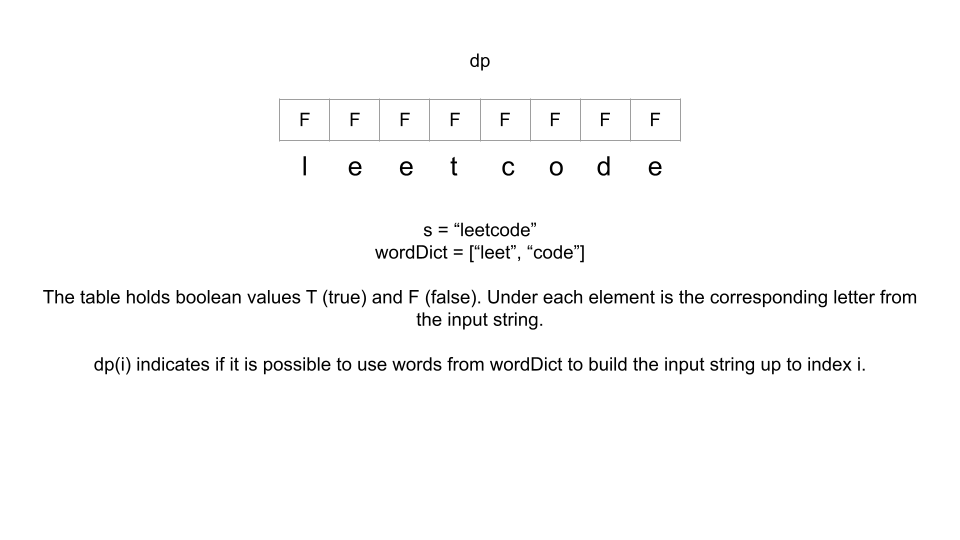 dp
F F F F F F F F
l e e t c o d e
s = “leetcode”
wordDict = [“leet”, “code”]
The table holds boolean values T (true) and F (false). Under each element is the corresponding letter from
the input string.
dp(i) indicates if it is possible to use words from wordDict to build the input string up to index i.